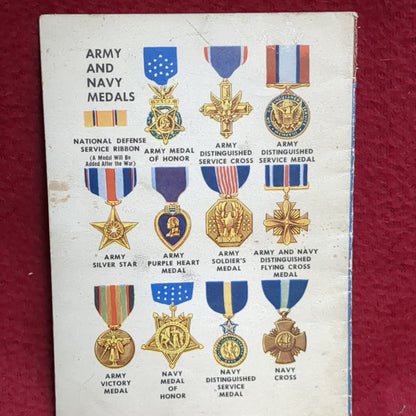 ARMY
AND
NAVY
MEDALS
NATIONAL DEFENSE
SERVICE RIBBON
(A Medal Will Be
Added After the War)
ARMY MEDAL
OF HONOR
ARMY
DISTINGUISHED
SERVICE CROSS
ARMY
DISTINGUISHED
SERVICE MEDAL
ARMY
SILVER STAR
ARMY
PURPLE HEART
MEDAL
ARMY
SOLDIER'S
MEDAL
ARMY AND NAVY
DISTINGUISHED
FLYING CROSS
MEDAL
ARMY
VICTORY
MEDAL
NAVY
MEDAL
OF
HONOR
NAVY
DISTINGUISHED
SERVICE
MEDAL
NAVY
CROSS